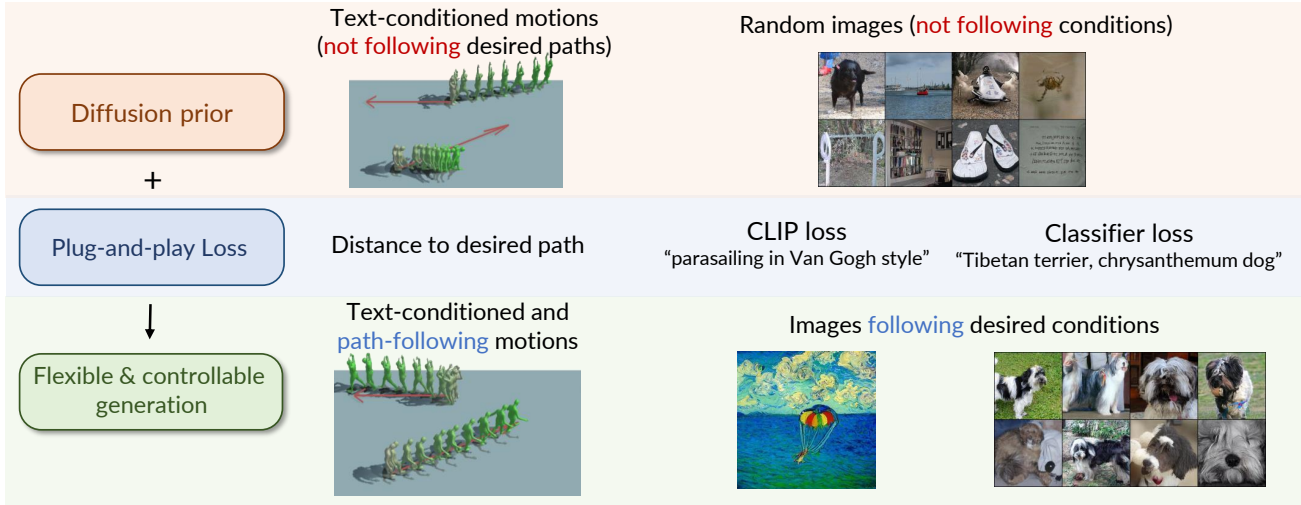 Text-conditioned motions
(not following desired paths)
Random images (not following conditions)
Diffusion prior
+
Plug-and-play Loss
Distance to desired path
CLIP loss
“parasailing in Van Gogh style”
Classifier loss
“Tibetan terrier, chrysanthemum dog”
Text-conditioned and
path-following motions
Images following desired conditions
Flexible & controllable
generation